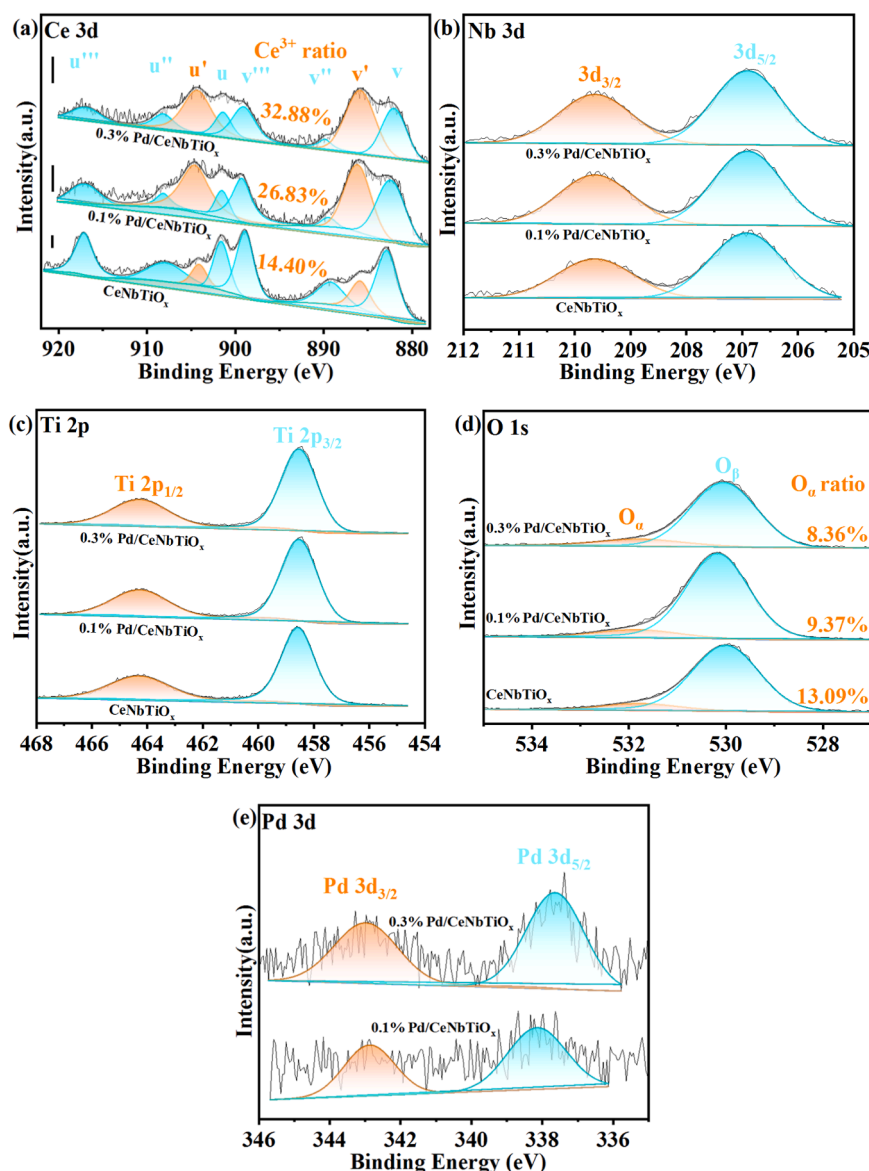 (a) Ce 3d
Ce³⁺ ratio
u''' u'' u' u v''' v'' v' v
32.88%
0.3% Pd/CeNbTiOₓ
26.83%
0.1% Pd/CeNbTiOₓ
14.40%
CeNbTiOₓ
Intensity(a.u.)
920 910 900 890 880
Binding Energy (eV)
(b) Nb 3d
3d₃/₂ 3d₅/₂
0.3% Pd/CeNbTiOₓ
0.1% Pd/CeNbTiOₓ
CeNbTiOₓ
Intensity(a.u.)
212 211 210 209 208 207 206 205
Binding Energy (eV)
(c) Ti 2p
Ti 2p₁/₂ Ti 2p₃/₂
0.3% Pd/CeNbTiOₓ
0.1% Pd/CeNbTiOₓ
CeNbTiOₓ
Intensity(a.u.)
468 466 464 462 460 458 456 454
Binding Energy (eV)
(d) O 1s
Oα Oβ Oα ratio
0.3% Pd/CeNbTiOₓ 8.36%
0.1% Pd/CeNbTiOₓ 9.37%
CeNbTiOₓ 13.09%
Intensity(a.u.)
534 532 530 528
Binding Energy (eV)
(e) Pd 3d
Pd 3d₃/₂ Pd 3d₅/₂
0.3% Pd/CeNbTiOₓ
0.1% Pd/CeNbTiOₓ
Intensity(a.u.)
346 344 342 340 338 336
Binding Energy (eV)